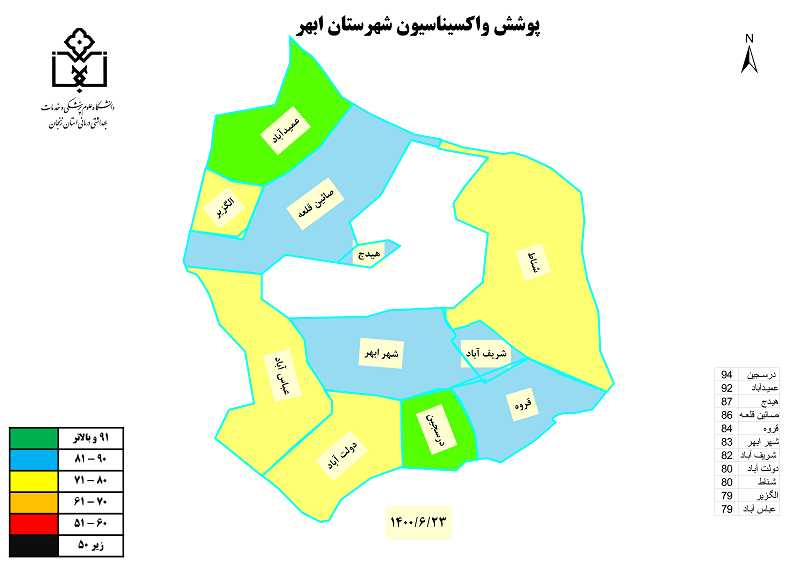 پوشش واکسیناسیون شهرستان ابهر
N
دانشگاه علوم پزشکی و خدمات
بهداشتی درمانی استان زنجان
عمیدآباد
الگزیر
صائین قلعه
هیدج
شناط
شهر ابهر
شریف آباد
عباس آباد
قروه
درسجین
دولت آباد
94 درسجین
92 عمیدآباد
87 هیدج
86 صائین قلعه
84 قروه
83 شهر ابهر
82 شریف آباد
80 دولت آباد
80 شناط
79 الگزیر
79 عباس آباد
۹۱ و بالاتر
۸۱ – ۹۰
۷۱ – ۸۰
۶۱ – ۷۰
۵۱ – ۶۰
زیر ۵۰
۱۴۰۰/۶/۲۳